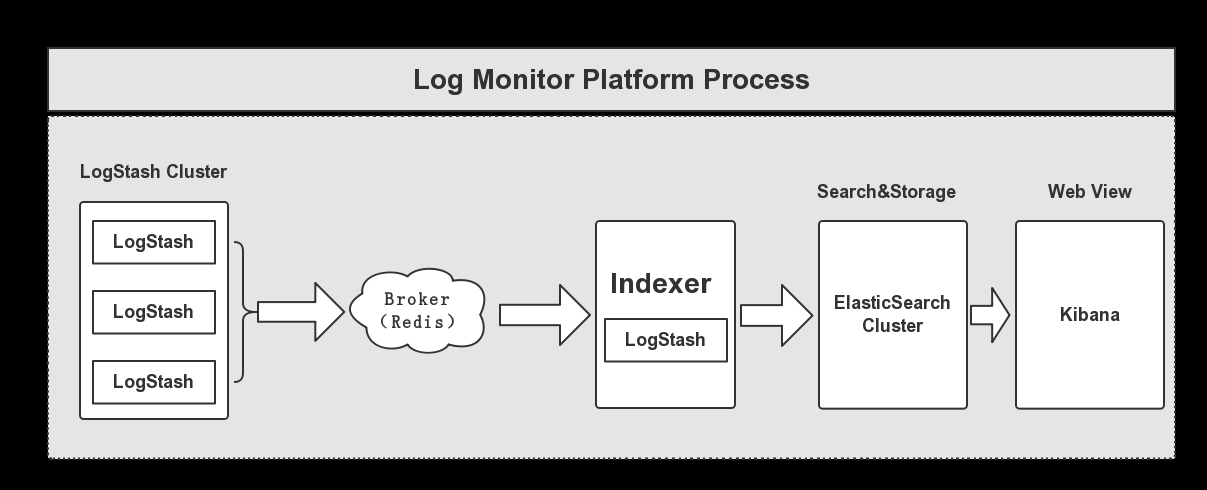 Log Monitor Platform Process
LogStash Cluster
LogStash
LogStash
LogStash
Broker
(Redis)
Indexer
LogStash
Search&Storage
ElasticSearch
Cluster
Web View
Kibana